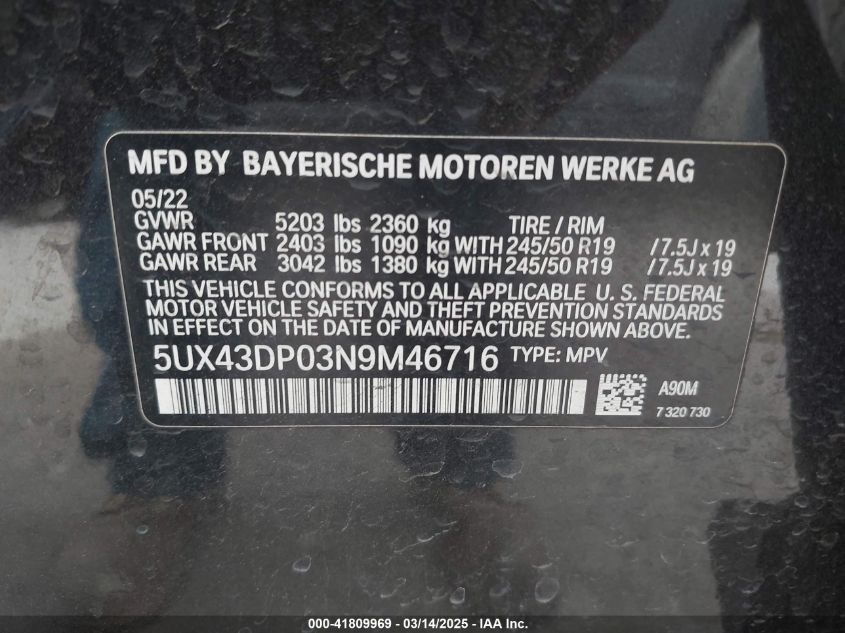 MFD BY BAYERISCHE MOTOREN WERKE AG
05/22
GVWR 5203 lbs 2360 kg TIRE / RIM
GAWR FRONT 2403 lbs 1090 kg WITH 245/50 R19 /7.5J x 19
GAWR REAR 3042 lbs 1380 kg WITH 245/50 R19 /7.5J x 19
THIS VEHICLE CONFORMS TO ALL APPLICABLE U. S. FEDERAL
MOTOR VEHICLE SAFETY AND THEFT PREVENTION STANDARDS
IN EFFECT ON THE DATE OF MANUFACTURE SHOWN ABOVE.
5UX43DP03N9M46716 TYPE: MPV
A90M
7 320 730
000-41809969 - 03/14/2025 - IAA Inc.